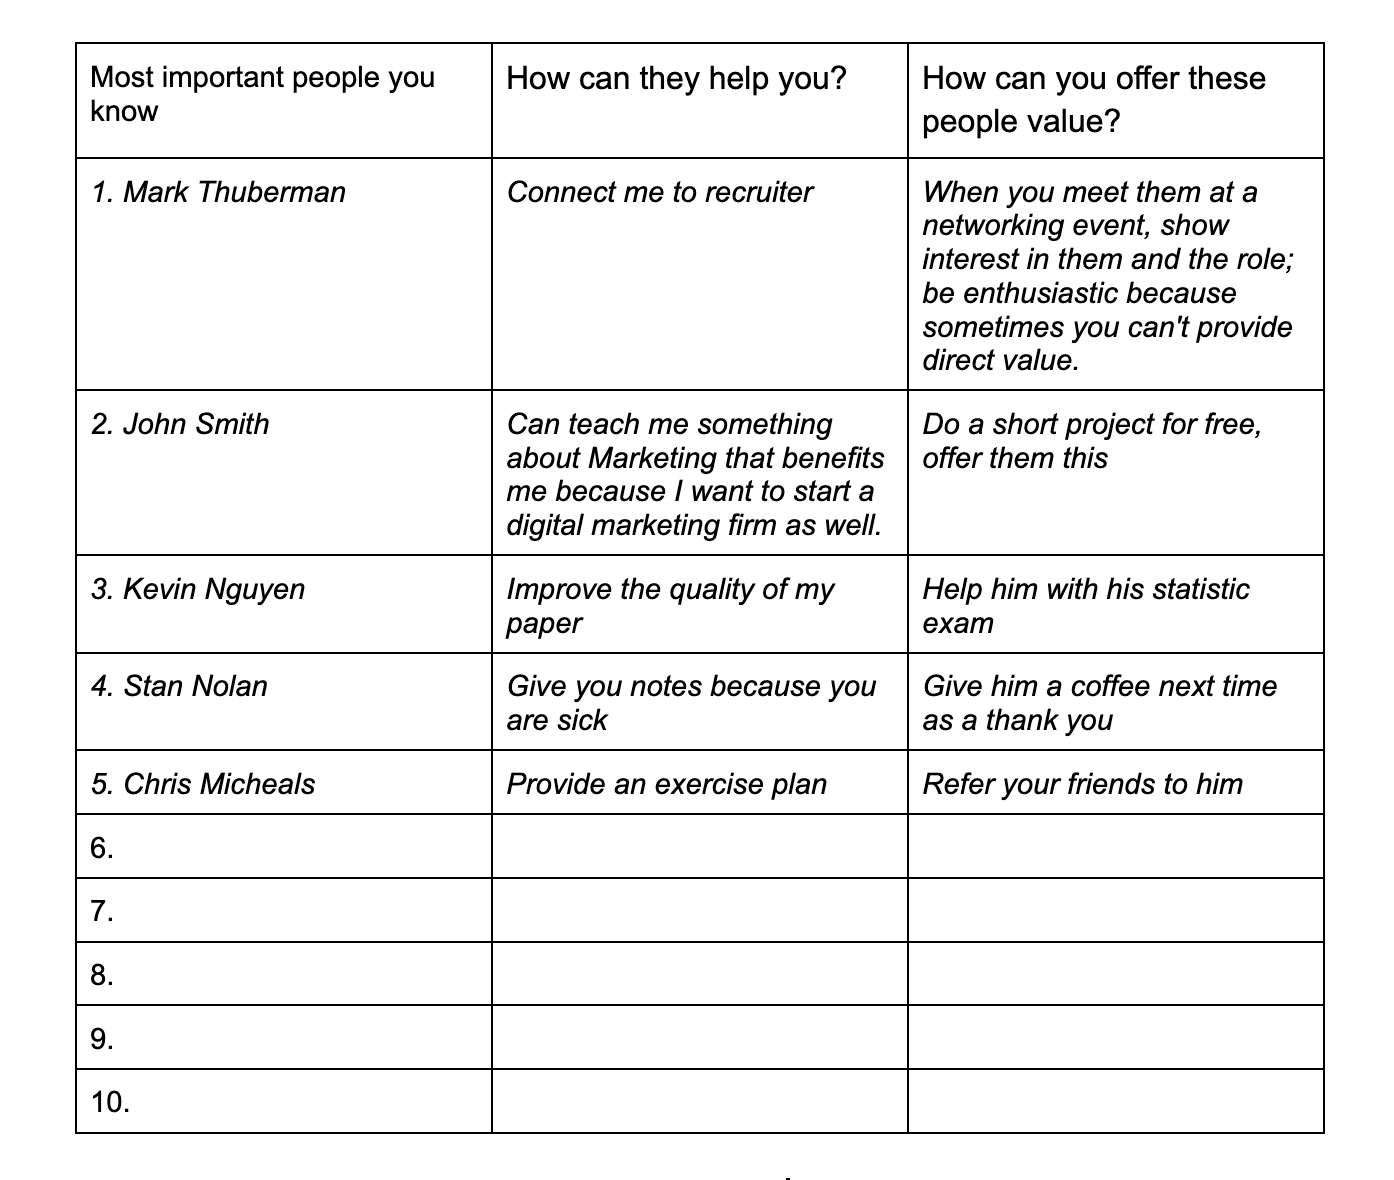 Most important people you
know
How can they help you?
How can you offer these
people value?
1. Mark Thuberman
Connect me to recruiter
When you meet them at a
networking event, show
interest in them and the role;
be enthusiastic because
sometimes you can't provide
direct value.
2. John Smith
Can teach me something
about Marketing that benefits
me because I want to start a
digital marketing firm as well.
Do a short project for free,
offer them this
3. Kevin Nguyen
Improve the quality of my
paper
Help him with his statistic
exam
4. Stan Nolan
Give you notes because you
are sick
Give him a coffee next time
as a thank you
5. Chris Micheals
Provide an exercise plan
Refer your friends to him
6.
7.
8.
9.
10.